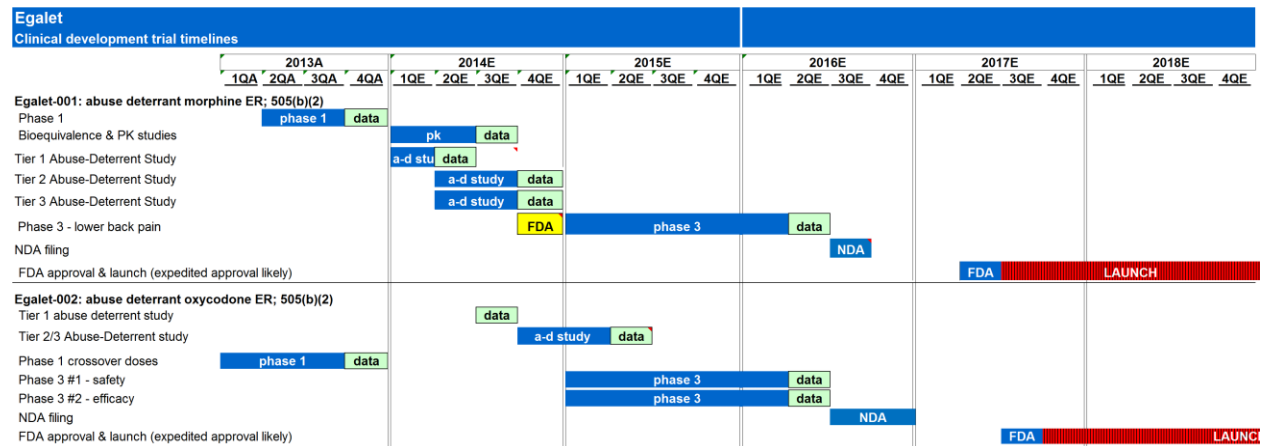 Egalet
Clinical development trial timelines
2013A 2014E 2015E 2016E 2017E 2018E
1QA 2QA 3QA 4QA 1QE 2QE 3QE 4QE 1QE 2QE 3QE 4QE 1QE 2QE 3QE 4QE 1QE 2QE 3QE 4QE 1QE 2QE 3QE 4QE
Egalet-001: abuse deterrant morphine ER; 505(b)(2)
Phase 1 phase 1 data
Bioequivalence & PK studies pk data
Tier 1 Abuse-Deterrent Study a-d stu data
Tier 2 Abuse-Deterrent Study a-d study data
Tier 3 Abuse-Deterrent Study a-d study data
Phase 3 - lower back pain FDA phase 3 data
NDA filing NDA
FDA approval & launch (expedited approval likely) FDA LAUNCH
Egalet-002: abuse deterrant oxycodone ER; 505(b)(2)
Tier 1 abuse deterrent study data
Tier 2/3 Abuse-Deterrent study a-d study data
Phase 1 crossover doses phase 1 data
Phase 3 #1 - safety phase 3 data
Phase 3 #2 - efficacy phase 3 data
NDA filing NDA
FDA approval & launch (expedited approval likely) FDA LAUNC